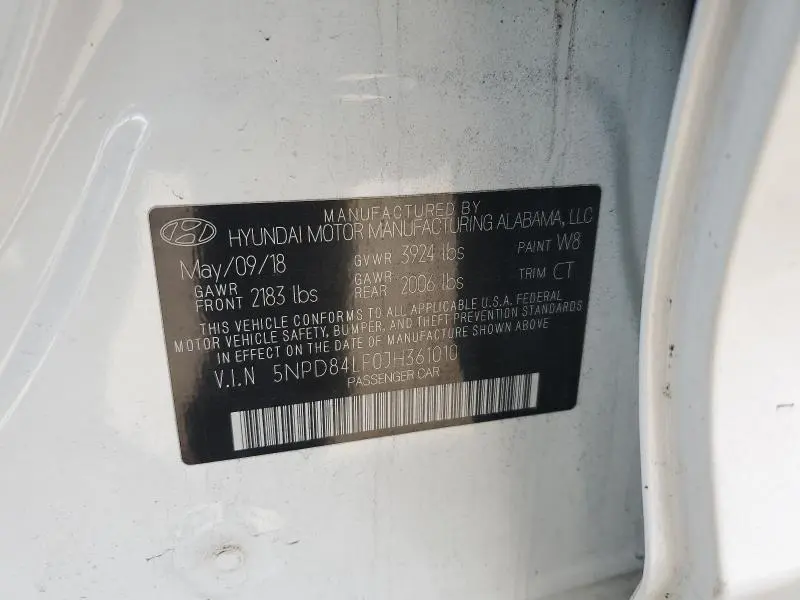 MANUFACTURED BY
HYUNDAI MOTOR MANUFACTURING ALABAMA, LLC
May/09/18 GVWR 3924 lbs PAINT W8
GAWR FRONT 2183 lbs GAWR REAR 2006 lbs TRIM CT
THIS VEHICLE CONFORMS TO ALL APPLICABLE U.S.A. FEDERAL
MOTOR VEHICLE SAFETY, BUMPER, AND THEFT PREVENTION STANDARDS
IN EFFECT ON THE DATE OF MANUFACTURE SHOWN ABOVE
V.I.N 5NPD84LF0JH361010
PASSENGER CAR